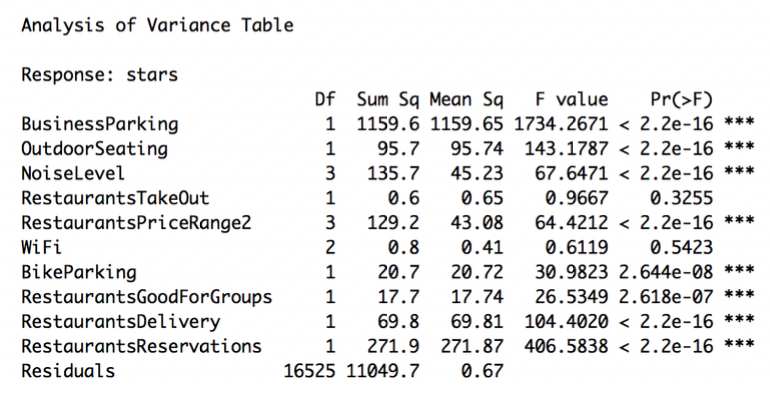 Analysis of Variance Table
Response: stars
Df Sum Sq Mean Sq F value Pr(>F)
BusinessParking 1 1159.6 1159.65 1734.2671 < 2.2e-16 ***
OutdoorSeating 1 95.7 95.74 143.1787 < 2.2e-16 ***
NoiseLevel 3 135.7 45.23 67.6471 < 2.2e-16 ***
RestaurantsTakeOut 1 0.6 0.65 0.9667 0.3255
RestaurantsPriceRange2 3 129.2 43.08 64.4212 < 2.2e-16 ***
WiFi 2 0.8 0.41 0.6119 0.5423
BikeParking 1 20.7 20.72 30.9823 2.644e-08 ***
RestaurantsGoodForGroups 1 17.7 17.74 26.5349 2.618e-07 ***
RestaurantsDelivery 1 69.8 69.81 104.4020 < 2.2e-16 ***
RestaurantsReservations 1 271.9 271.87 406.5838 < 2.2e-16 ***
Residuals 16525 11049.7 0.67